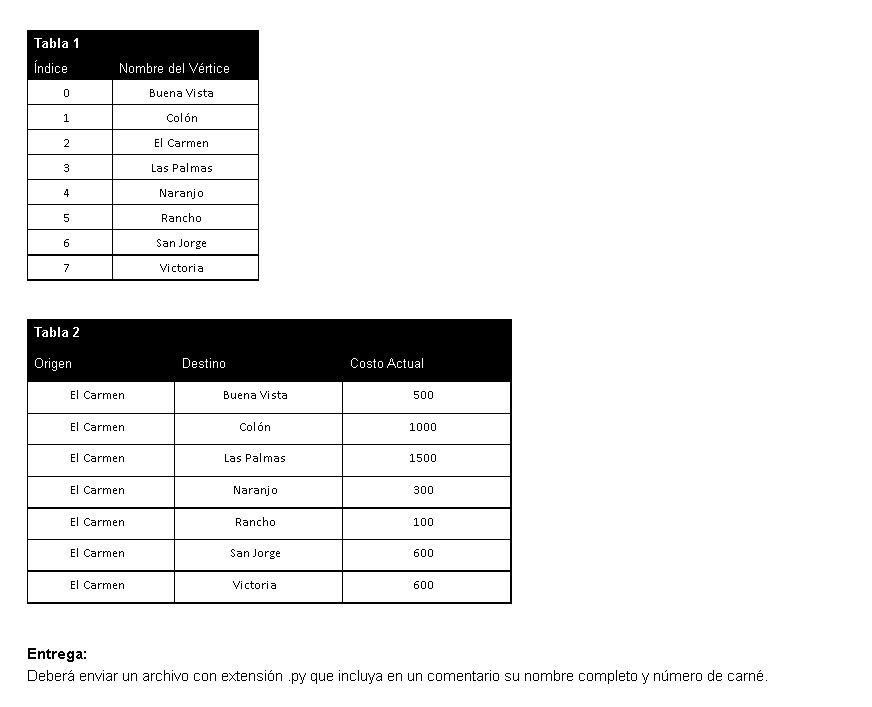 Tabla 1
Índice Nombre del Vértice
0 Buena Vista
1 Colón
2 El Carmen
3 Las Palmas
4 Naranjo
5 Rancho
6 San Jorge
7 Victoria
Tabla 2
Origen Destino Costo Actual
El Carmen Buena Vista 500
El Carmen Colón 1000
El Carmen Las Palmas 1500
El Carmen Naranjo 300
El Carmen Rancho 100
El Carmen San Jorge 600
El Carmen Victoria 600
Entrega:
Deberá enviar un archivo con extensión .py que incluya en un comentario su nombre completo y número de carné.